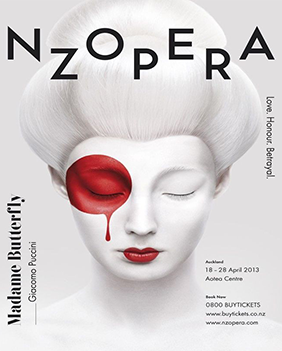 NZOPERA
Love. Honour. Betrayal.
Madame Butterfly
Giacomo Puccini
Auckland
18 - 28 April 2013
Aotea Centre
Book Now
0800 BUYTICKETS
www.buytickets.co.nz
www.nzopera.com